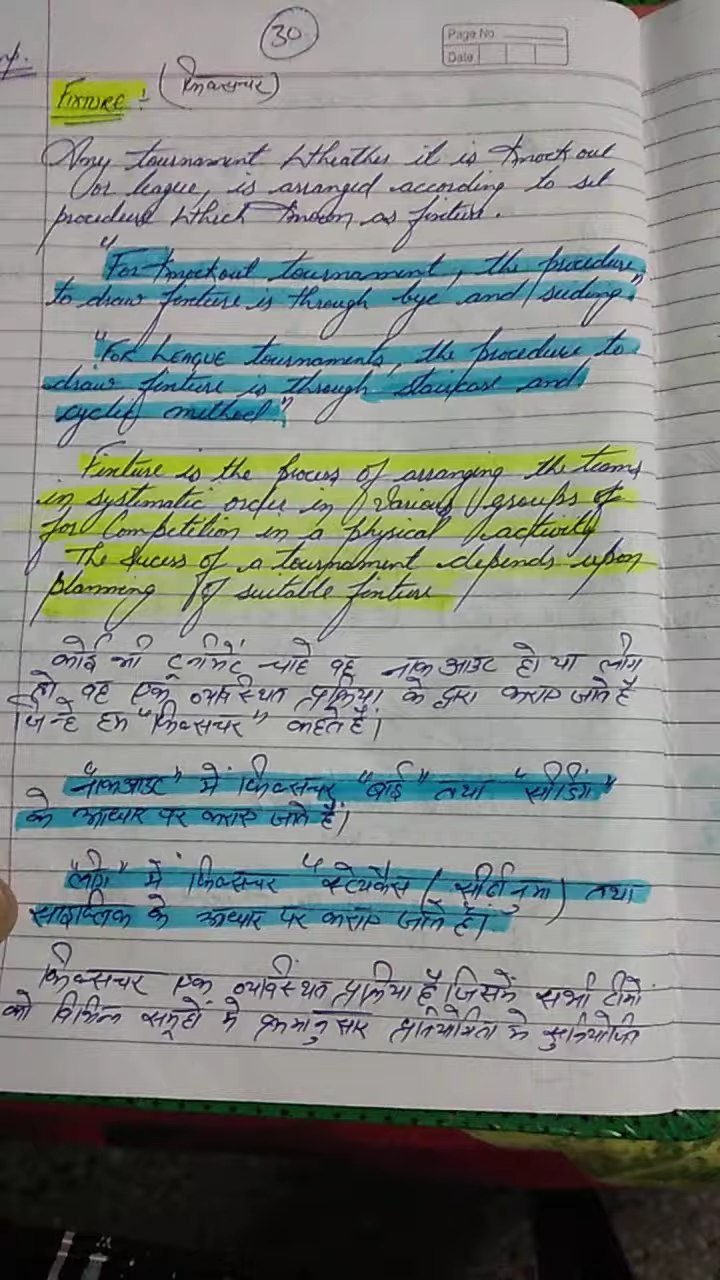 30
Page No.
Date
Imp.
Fixture :- (फिक्सचर)
Any tournament whether it is knock out
or league, is arranged according to set
procedure which known as fixture.
"For knockout tournament, the procedure
to draw fixture is through bye and seeding."
"For League tournaments, the procedure to
draw fixture is through staircase and
cyclic method"
Fixture is the process of arranging the teams
in systematic order in various groups of
for Competition in a physical activity
The sucess of a tournament depends upon
planning of suitable fixture
कोई भी टूर्नामेंट चाहे वह नाक आउट हो या लीग
हो वह एक व्यवस्थित प्रक्रिया के द्वारा कराए जाते है
जिन्हे हम "फिक्सचर" कहते हैं।
"नाकआउट" में फिक्सचर "बाई" तथा "सीडिंग"
के आधार पर कराए जाते हैं।
"लीग" में फिक्सचर "स्टेयकैस (सीढीनुमा) तथा
साइक्लिक के आधार पर कराए जाते है।
फिक्सचर एक व्यवस्थित प्रक्रिया है जिसमें सभी टीमों
को विभिन्न समूहों में क्रमानुसार प्रतियोगिता मे सुनियोजित